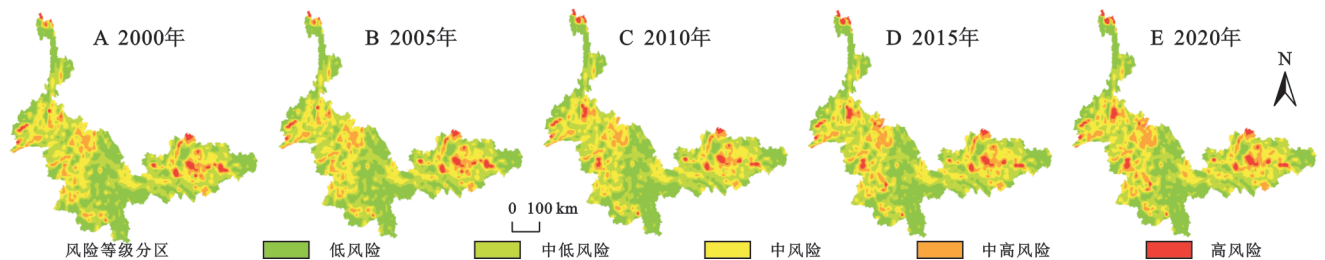 A 2000年
B 2005年
C 2010年
D 2015年
E 2020年
N
0 100 km
风险等级分区
低风险
中低风险
中风险
中高风险
高风险